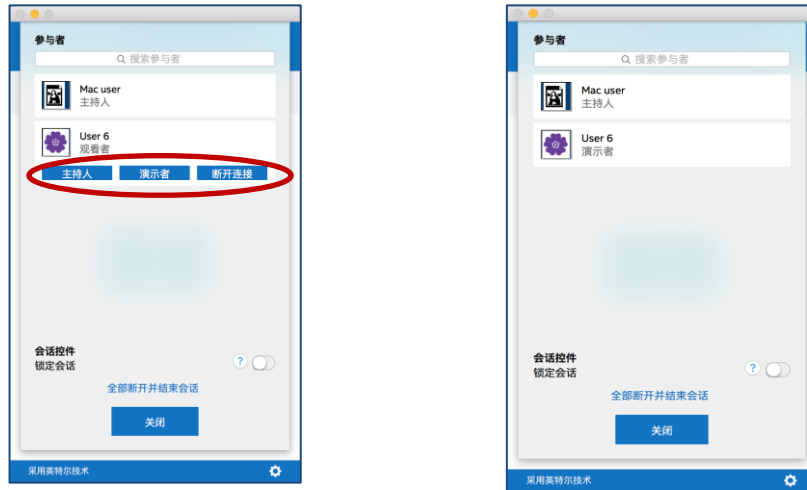 参与者
搜索参与者
Mac user
主持人
User 6
观看者
主持人 演示者 断开连接
会话控件
锁定会话
?
全部断开并结束会话
关闭
采用英特尔技术
参与者
搜索参与者
Mac user
主持人
User 6
演示者
会话控件
锁定会话
?
全部断开并结束会话
关闭
采用英特尔技术